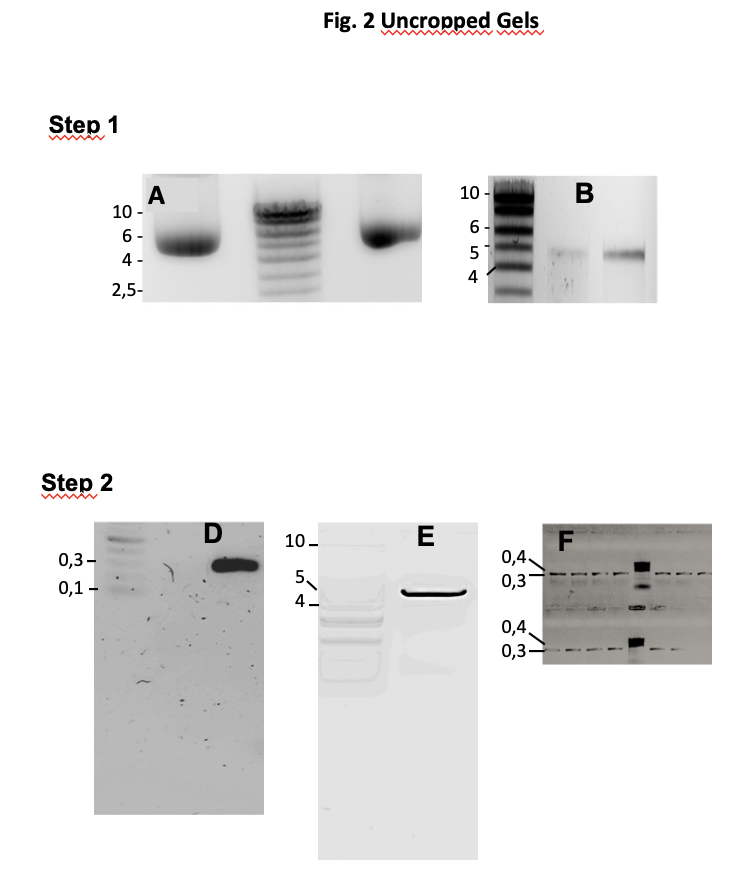 Fig. 2 Uncropped Gels
Step 1
A
10 -
6 -
4 -
2,5-
B
10 -
6 -
5 -
4
Step 2
D
0,3 –
0,1 –
E
10
5
4
F
0,4
0,3
0,4
0,3